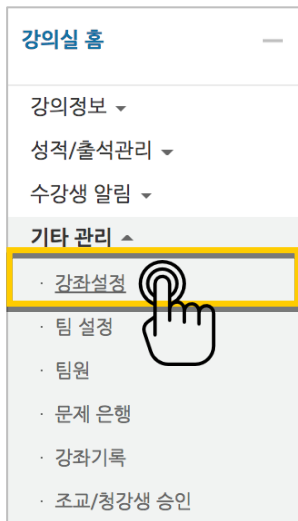 강의실 홈
강의정보
성적/출석관리
수강생 알림
기타 관리
· 강좌설정
· 팀 설정
· 팀원
· 문제 은행
· 강좌기록
· 조교/청강생 승인